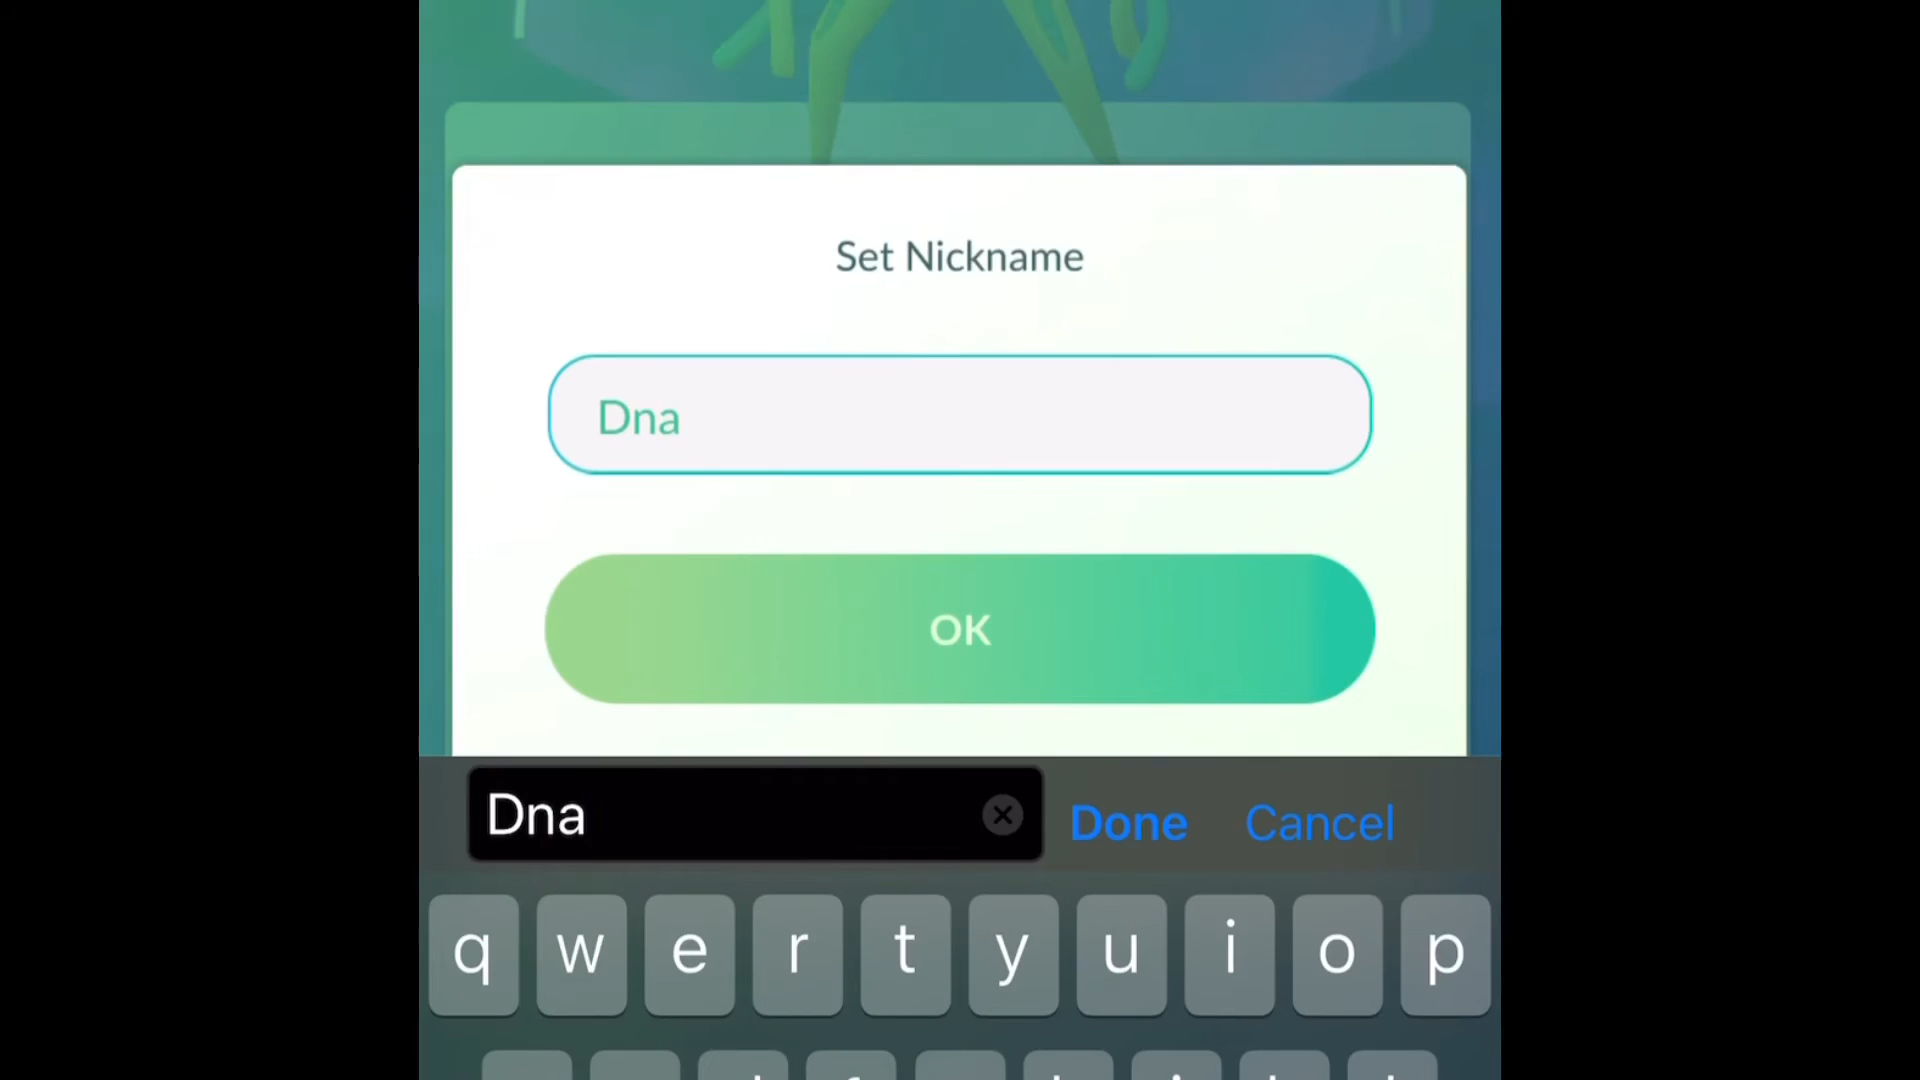 Set Nickname
Dna
OK
Dna
Done Cancel
q w e r t y u i o p